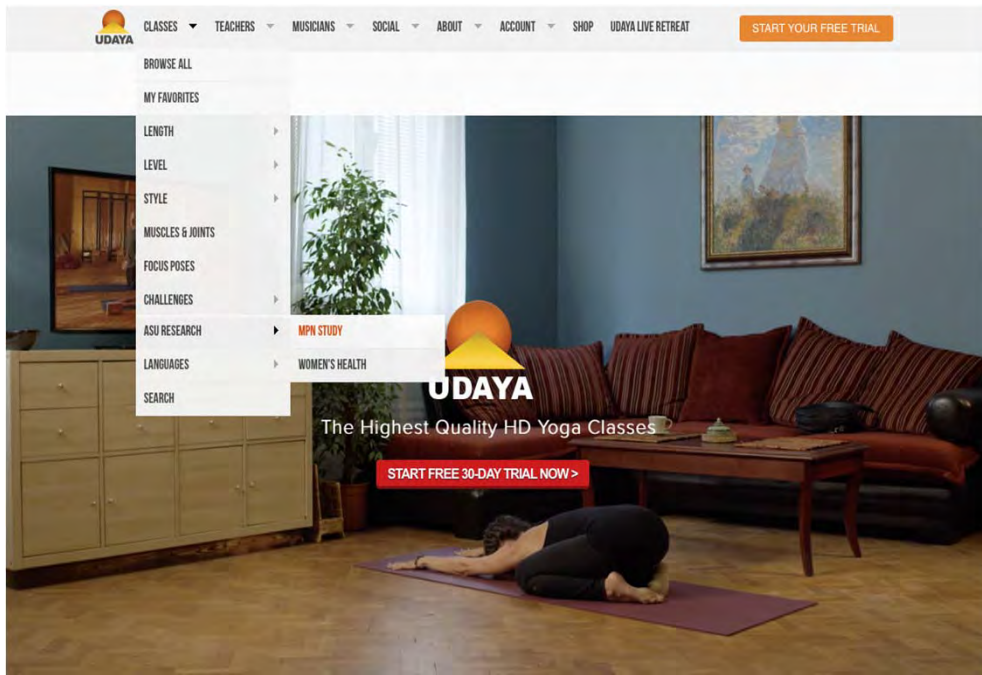 UDAYA
CLASSES
TEACHERS
MUSICIANS
SOCIAL
ABOUT
ACCOUNT
SHOP
UDAYA LIVE RETREAT
START YOUR FREE TRIAL
BROWSE ALL
MY FAVORITES
LENGTH
LEVEL
STYLE
MUSCLES & JOINTS
FOCUS POSES
CHALLENGES
ASU RESEARCH
MPN STUDY
LANGUAGES
WOMEN'S HEALTH
SEARCH
UDAYA
The Highest Quality HD Yoga Classes
START FREE 30-DAY TRIAL NOW >